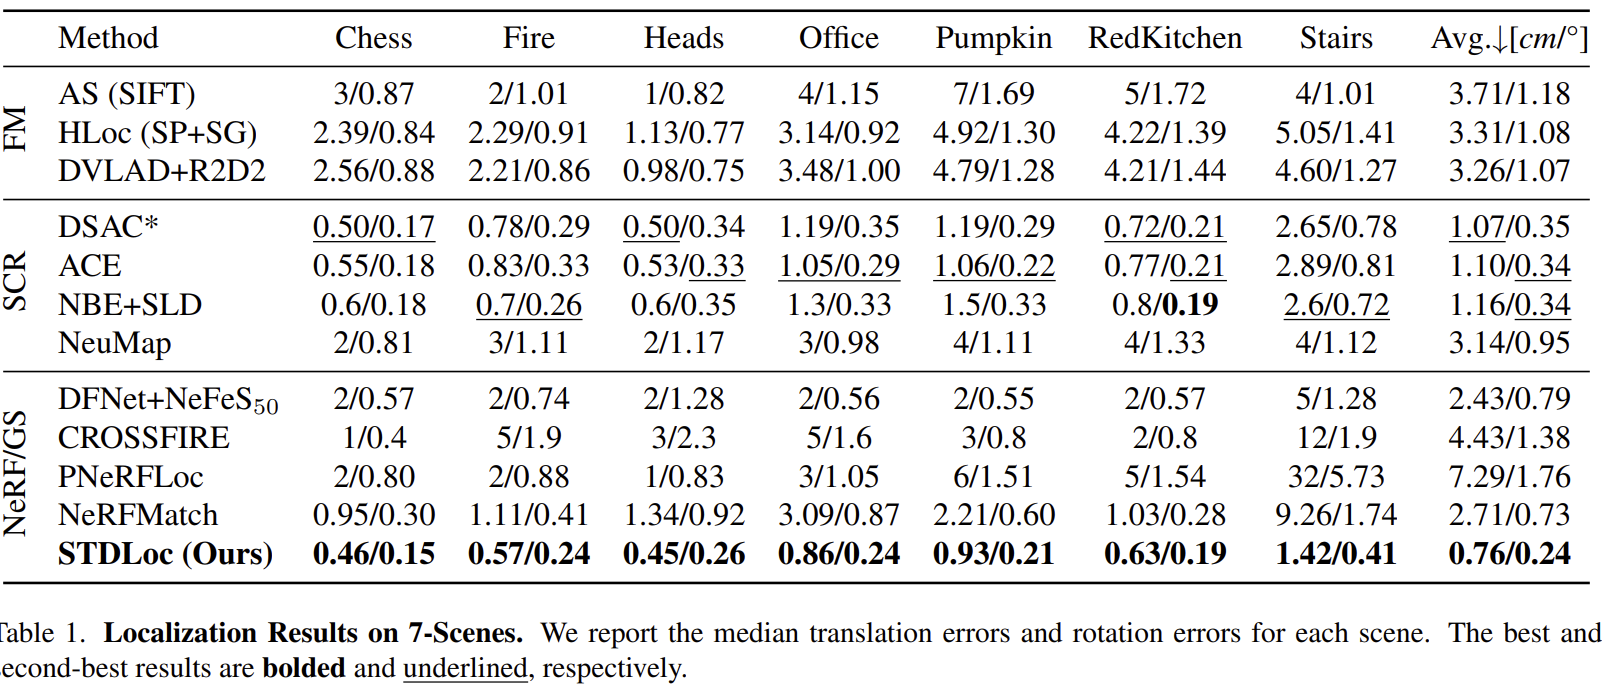 Method Chess Fire Heads Office Pumpkin RedKitchen Stairs Avg.↓[cm/°]
FM
AS (SIFT) 3/0.87 2/1.01 1/0.82 4/1.15 7/1.69 5/1.72 4/1.01 3.71/1.18
HLoc (SP+SG) 2.39/0.84 2.29/0.91 1.13/0.77 3.14/0.92 4.92/1.30 4.22/1.39 5.05/1.41 3.31/1.08
DVLAD+R2D2 2.56/0.88 2.21/0.86 0.98/0.75 3.48/1.00 4.79/1.28 4.21/1.44 4.60/1.27 3.26/1.07
SCR
DSAC* 0.50/0.17 0.78/0.29 0.50/0.34 1.19/0.35 1.19/0.29 0.72/0.21 2.65/0.78 1.07/0.35
ACE 0.55/0.18 0.83/0.33 0.53/0.33 1.05/0.29 1.06/0.22 0.77/0.21 2.89/0.81 1.10/0.34
NBE+SLD 0.6/0.18 0.7/0.26 0.6/0.35 1.3/0.33 1.5/0.33 0.8/0.19 2.6/0.72 1.16/0.34
NeuMap 2/0.81 3/1.11 2/1.17 3/0.98 4/1.11 4/1.33 4/1.12 3.14/0.95
NeRF/GS
DFNet+NeFeS50 2/0.57 2/0.74 2/1.28 2/0.56 2/0.55 2/0.57 5/1.28 2.43/0.79
CROSSFIRE 1/0.4 5/1.9 3/2.3 5/1.6 3/0.8 2/0.8 12/1.9 4.43/1.38
PNeRFLoc 2/0.80 2/0.88 1/0.83 3/1.05 6/1.51 5/1.54 32/5.73 7.29/1.76
NeRFMatch 0.95/0.30 1.11/0.41 1.34/0.92 3.09/0.87 2.21/0.60 1.03/0.28 9.26/1.74 2.71/0.73
STDLoc (Ours) 0.46/0.15 0.57/0.24 0.45/0.26 0.86/0.24 0.93/0.21 0.63/0.19 1.42/0.41 0.76/0.24
Table 1. Localization Results on 7-Scenes. We report the median translation errors and rotation errors for each scene. The best and
second-best results are bolded and underlined, respectively.